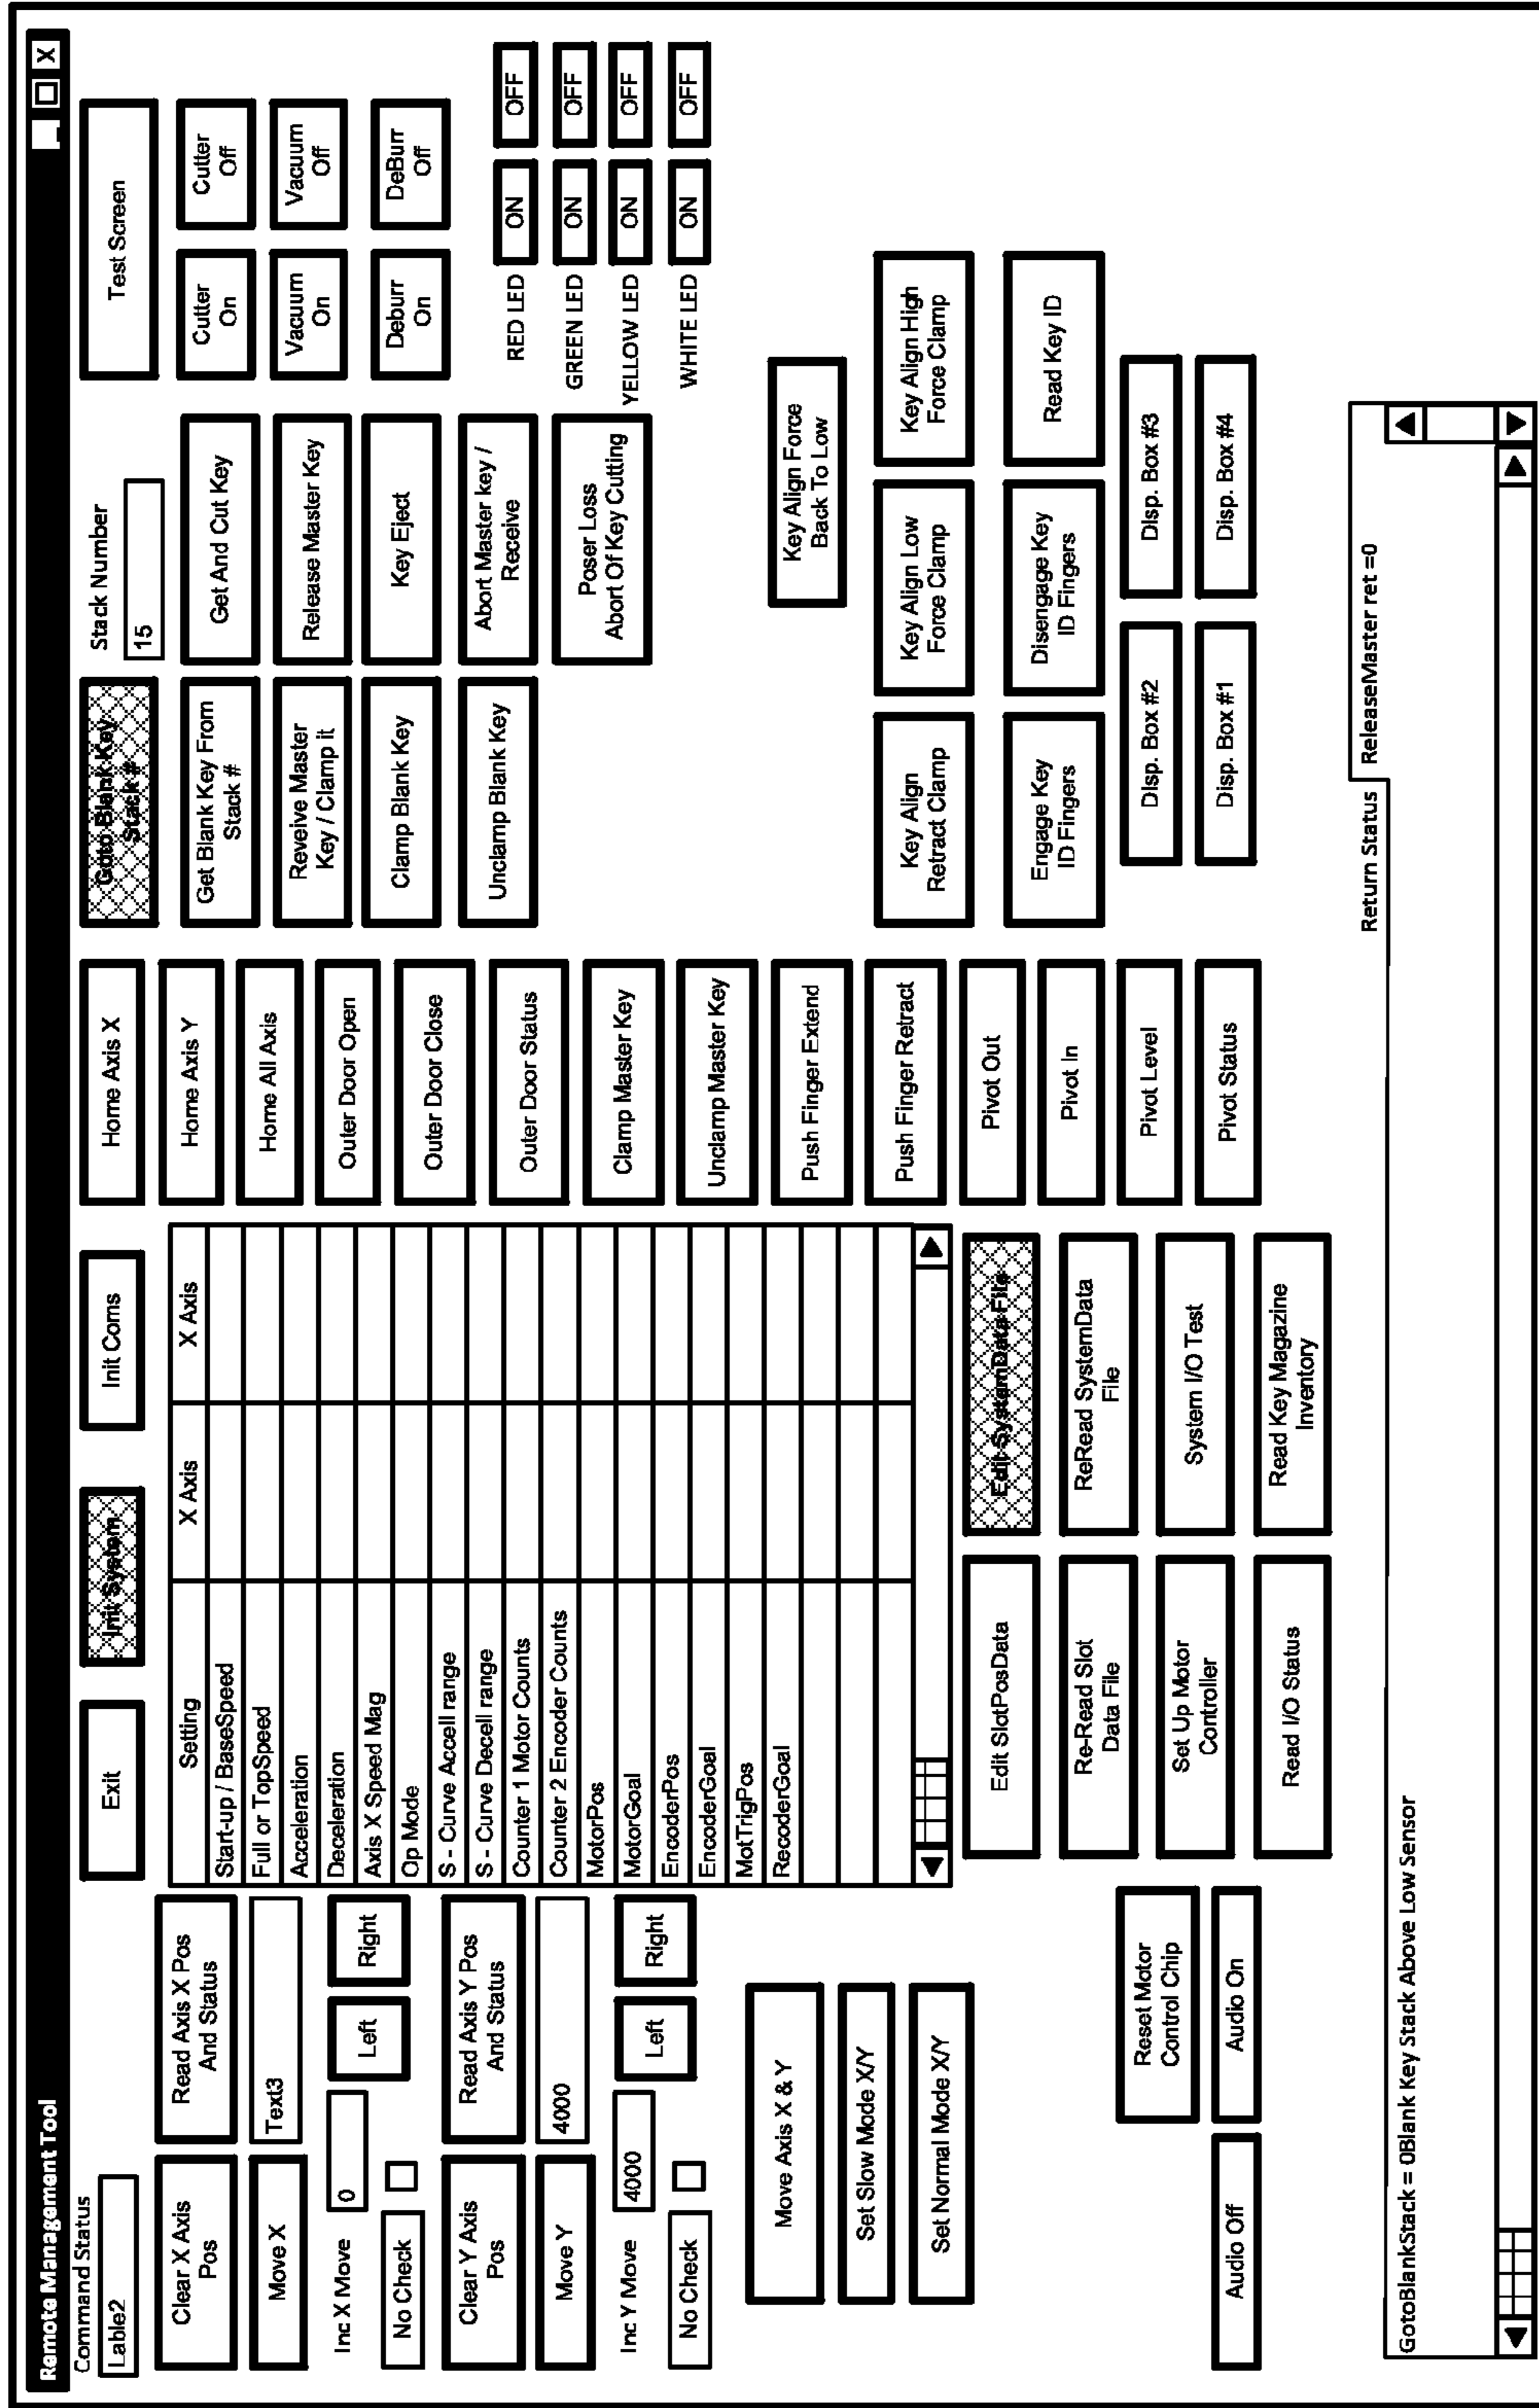 Remote Management Tool
X
Command Status
Lable2
Exit
Init System
Init Coms
Clear X Axis
Pos
Read Axis X Pos
And Status
Move X
Text3
Inc X Move
0
Left
Right
No Check
Clear Y Axis
Pos
Read Axis Y Pos
And Status
Move Y
4000
Inc Y Move
4000
Left
Right
No Check
Move Axis X & Y
Set Slow Mode X/Y
Set Normal Mode X/Y
Reset Motor
Control Chip
Audio Off
Audio On
Setting
X Axis
X Axis
Start-up / BaseSpeed
Full or TopSpeed
Acceleration
Deceleration
Axis X Speed Mag
Op Mode
S - Curve Accell range
S - Curve Decell range
Counter 1 Motor Counts
Counter 2 Encoder Counts
MotorPos
MotorGoal
EncoderPos
EncoderGoal
MotTrigPos
RecoderGoal
Edit SlotPosData
Edit SystemData File
Re-Read Slot
Data File
ReRead SystemData
File
Set Up Motor
Controller
System I/O Test
Read I/O Status
Read Key Magazine
Inventory
Home Axis X
Home Axis Y
Home All Axis
Outer Door Open
Outer Door Close
Outer Door Status
Clamp Master Key
Unclamp Master Key
Push Finger Extend
Push Finger Retract
Pivot Out
Pivot In
Pivot Level
Pivot Status
Goto Blank Key
Stack #
Stack Number
15
Get Blank Key From
Stack #
Get And Cut Key
Reveive Master
Key / Clamp it
Release Master Key
Clamp Blank Key
Key Eject
Unclamp Blank Key
Abort Master key /
Receive
Poser Loss
Abort Of Key Cutting
Test Screen
Cutter
On
Cutter
Off
Vacuum
On
Vacuum
Off
Deburr
On
DeBurr
Off
RED LED
ON
OFF
GREEN LED
ON
OFF
YELLOW LED
ON
OFF
WHITE LED
ON
OFF
Key Align Force
Back To Low
Key Align
Retract Clamp
Key Align Low
Force Clamp
Key Align High
Force Clamp
Engage Key
ID Fingers
Disengage Key
ID Fingers
Read Key ID
Disp. Box #2
Disp. Box #3
Disp. Box #1
Disp. Box #4
Return Status
ReleaseMaster ret =0
GotoBlankStack = 0Blank Key Stack Above Low Sensor